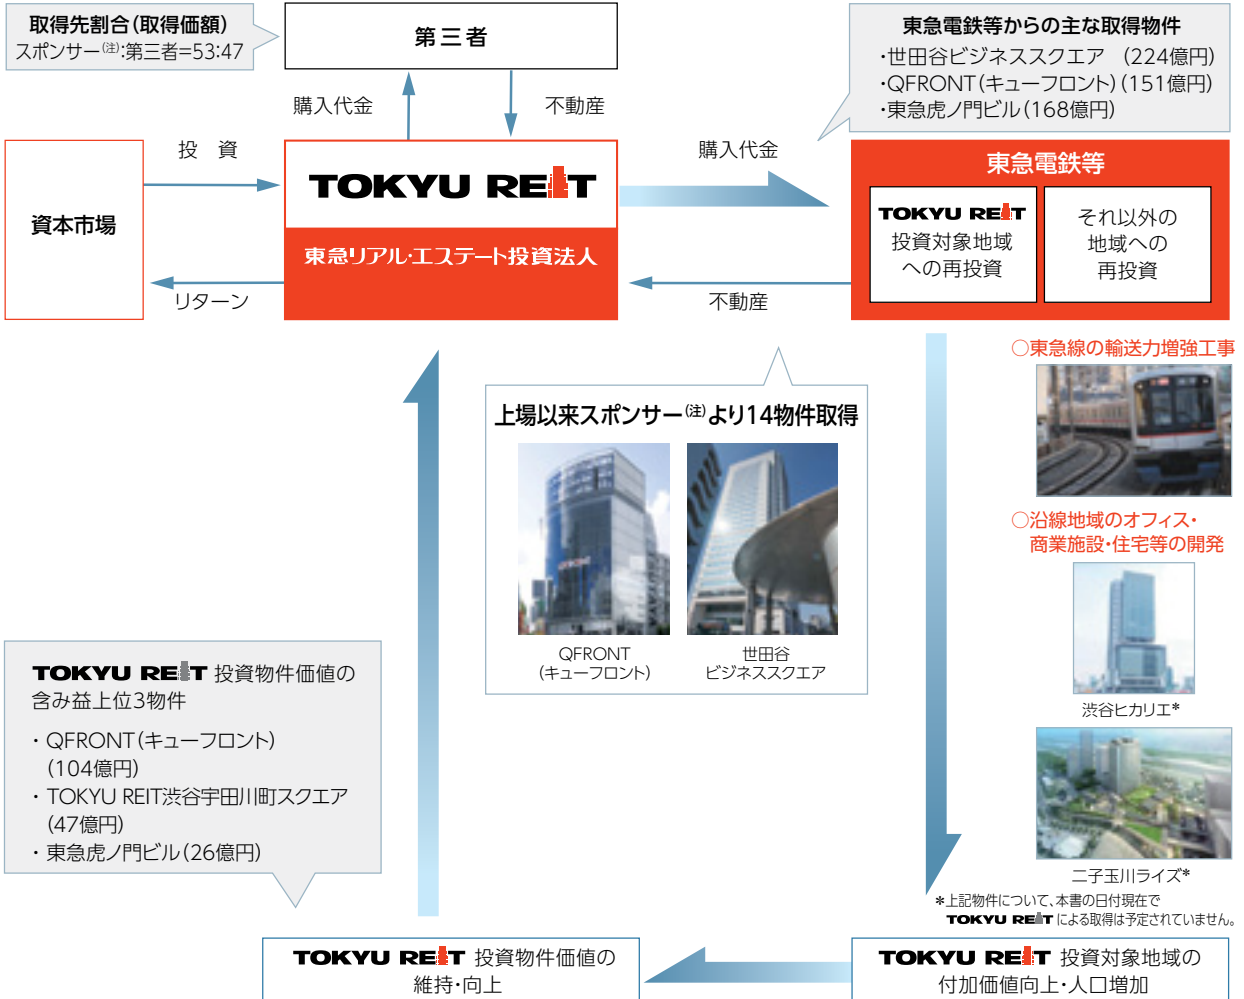 取得先割合(取得価額)
スポンサー(注):第三者=53:47
第三者
東急電鉄等からの主な取得物件
・世田谷ビジネススクエア (224億円)
・QFRONT(キューフロント)(151億円)
・東急虎ノ門ビル(168億円)
購入代金
不動産
投 資
資本市場
リターン
TOKYU REIT
東急リアル・エステート投資法人
購入代金
不動産
東急電鉄等
TOKYU REIT
投資対象地域
への再投資
それ以外の
地域への
再投資
○東急線の輸送力増強工事
○沿線地域のオフィス・
商業施設・住宅等の開発
渋谷ヒカリエ*
二子玉川ライズ*
*上記物件について、本書の日付現在で
TOKYU REITによる取得は予定されていません。
上場以来スポンサー(注)より14物件取得
QFRONT
QFRONT
(キューフロント)
世田谷
ビジネススクエア
TOKYU REIT 投資物件価値の
含み益上位3物件
・QFRONT(キューフロント)
(104億円)
・TOKYU REIT渋谷宇田川町スクエア
(47億円)
・東急虎ノ門ビル(26億円)
TOKYU REIT 投資物件価値の
維持・向上
TOKYU REIT 投資対象地域の
付加価値向上・人口増加